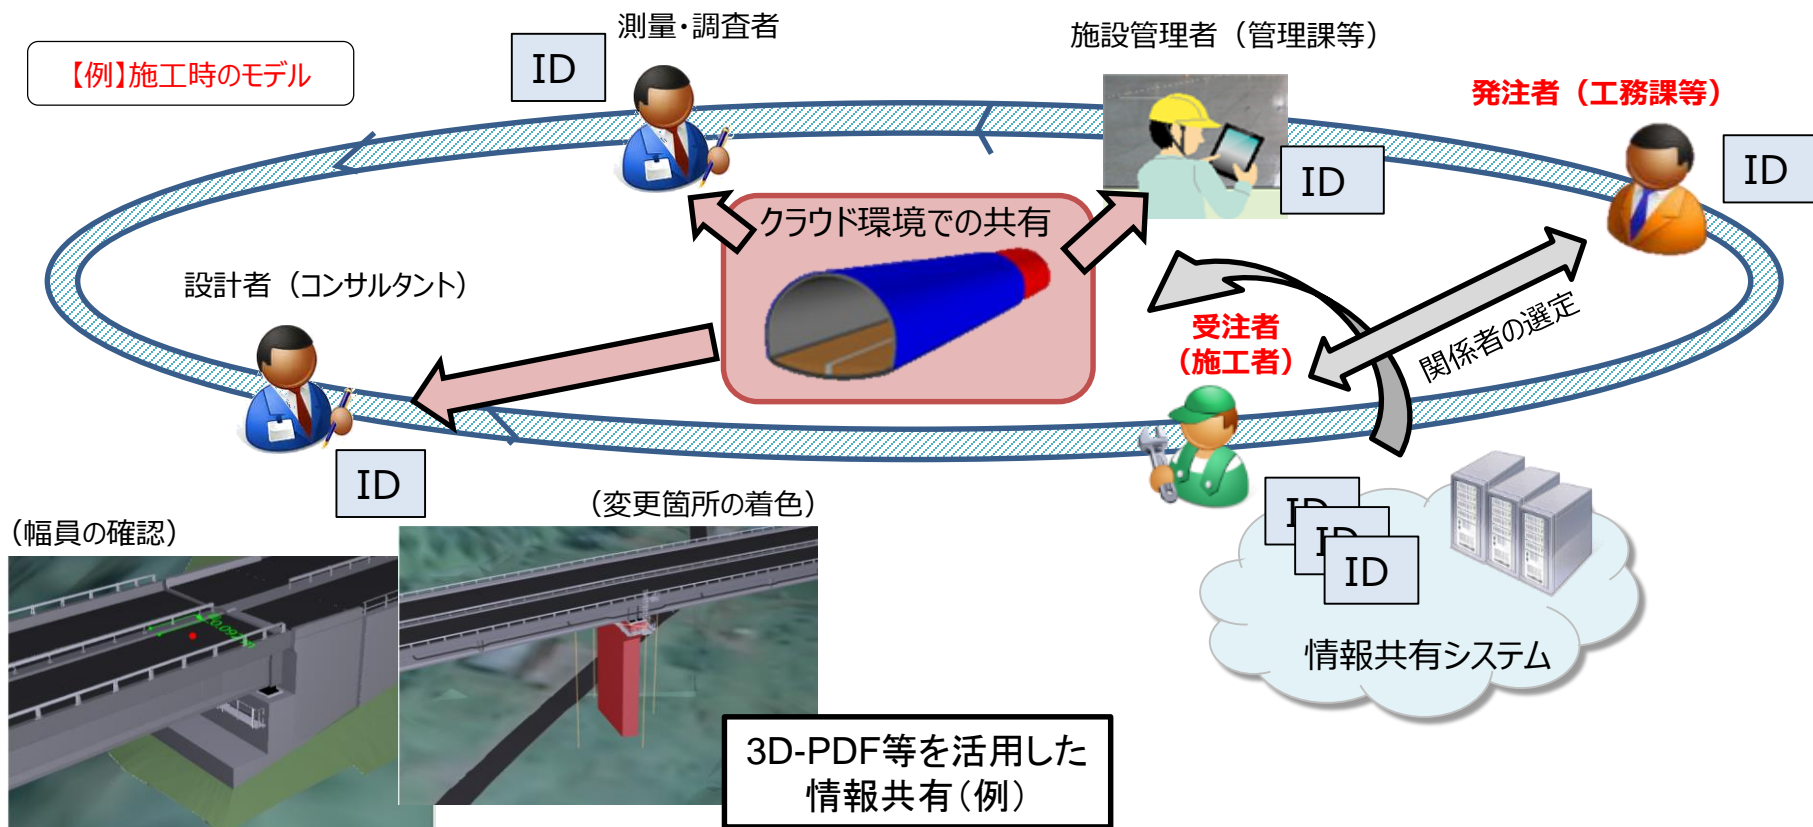 【例】施工時のモデル
測量・調査者
ID
施設管理者（管理課等）
ID
発注者（工務課等）
ID
クラウド環境での共有
設計者（コンサルタント）
ID
受注者
（施工者）
関係者の選定
ID
ID
ID
情報共有システム
（幅員の確認）
（変更箇所の着色）
3D-PDF等を活用した
情報共有（例）